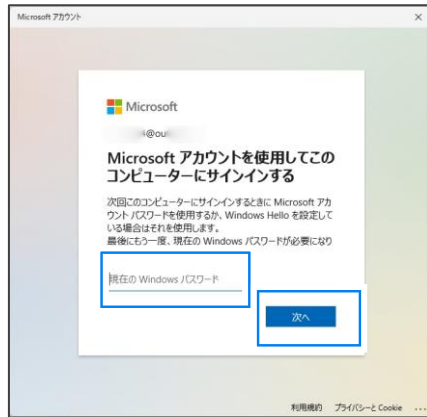 Microsoft アカウント
Microsoft
@ou
Microsoft アカウントを使用してこの
コンピューターにサインインする
次回このコンピューターにサインインするときに Microsoft アカ
ウント パスワードを使用するか、Windows Hello を設定して
いる場合はそれを使用します。
最後にもう一度、現在の Windows パスワードが必要になり
現在の Windows パスワード
次へ
利用規約 プライバシーと Cookie ...